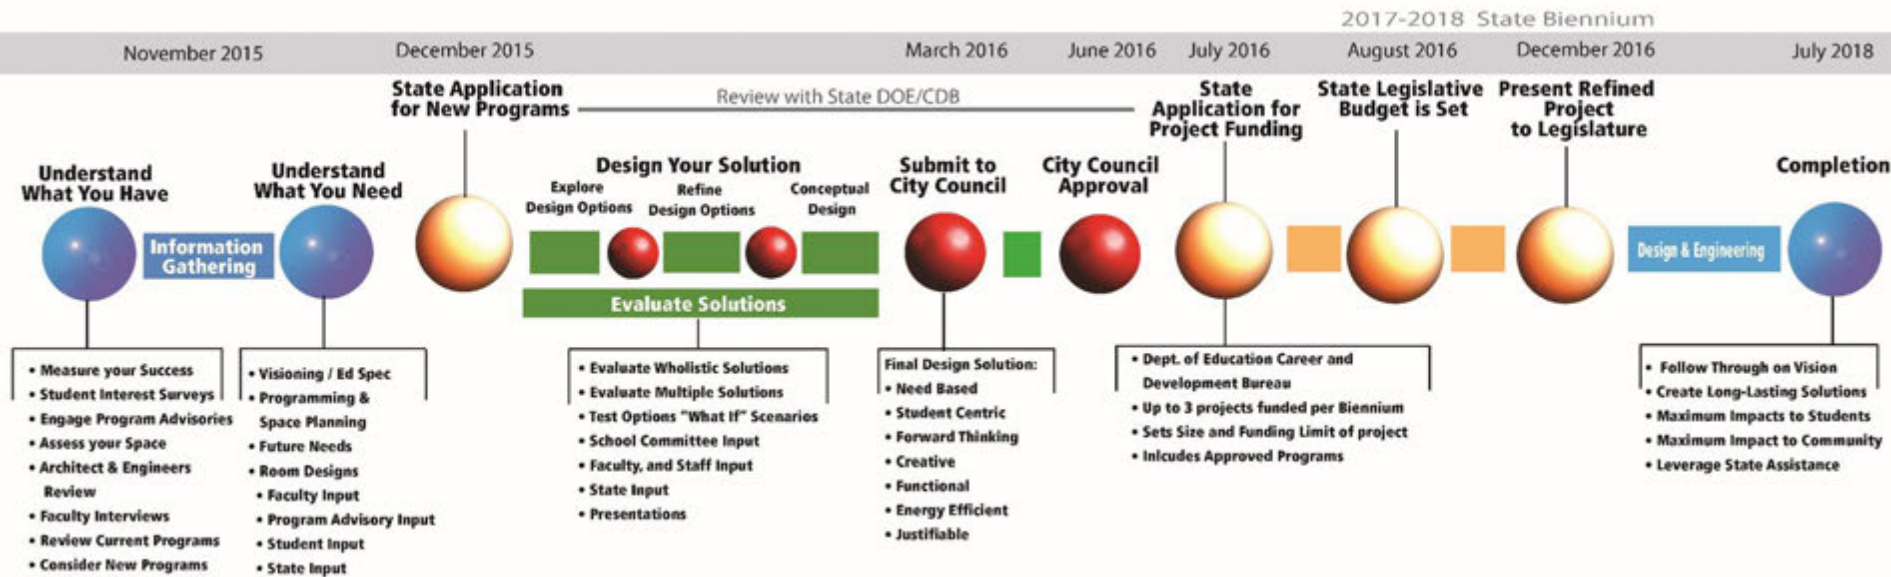 2017-2018 State Biennium
November 2015
December 2015
March 2016
June 2016
July 2016
August 2016
December 2016
July 2018
State Application
for New Programs
Review with State DOE/CDB
State
Application for
Project Funding
State Legislative
Budget is Set
Present Refined
Project
to Legislature
Understand
What You Have
Understand
What You Need
Design Your Solution
Explore
Design Options
Refine
Design Options
Conceptual
Design
Submit to
City Council
City Council
Approval
Completion
Information
Gathering
Design & Engineering
Evaluate Solutions
• Measure your Success
• Student Interest Surveys
• Engage Program Advisories
• Assess your Space
• Architect & Engineers
Review
• Faculty Interviews
• Review Current Programs
• Consider New Programs
• Visioning / Ed Spec
• Programming &
Space Planning
• Future Needs
• Room Designs
• Faculty Input
• Program Advisory Input
• Student Input
• State Input
• Evaluate Wholistic Solutions
• Evaluate Multiple Solutions
• Test Options "What If" Scenarios
• School Committee Input
• Faculty, and Staff Input
• State Input
• Presentations
Final Design Solution:
• Need Based
• Student Centric
• Forward Thinking
• Creative
• Functional
• Energy Efficient
• Justifiable
• Dept. of Education Career and
Development Bureau
• Up to 3 projects funded per Biennium
• Sets Size and Funding Limit of project
• Inlcudes Approved Programs
• Follow Through on Vision
• Create Long-Lasting Solutions
• Maximum Impacts to Students
• Maximum Impact to Community
• Leverage State Assistance